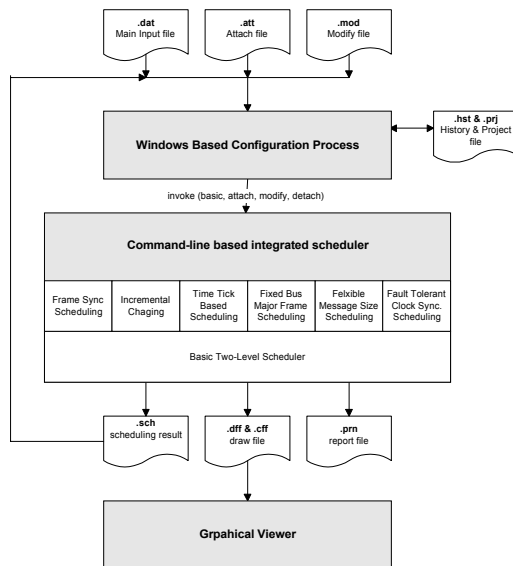 .dat
Main Input file
.att
Attach file
.mod
Modify file
.hst & .prj
History & Project
file
Windows Based Configuration Process
invoke (basic, attach, modify, detach)
Command-line based integrated scheduler
Frame Sync
Scheduling
Incremental
Chaging
Time Tick
Based
Scheduling
Fixed Bus
Major Frame
Scheduling
Felxible
Message Size
Scheduling
Fault Tolerant
Clock Sync.
Scheduling
Basic Two-Level Scheduler
.sch
scheduling result
.dff & .cff
draw file
.prn
report file
Grpahical Viewer